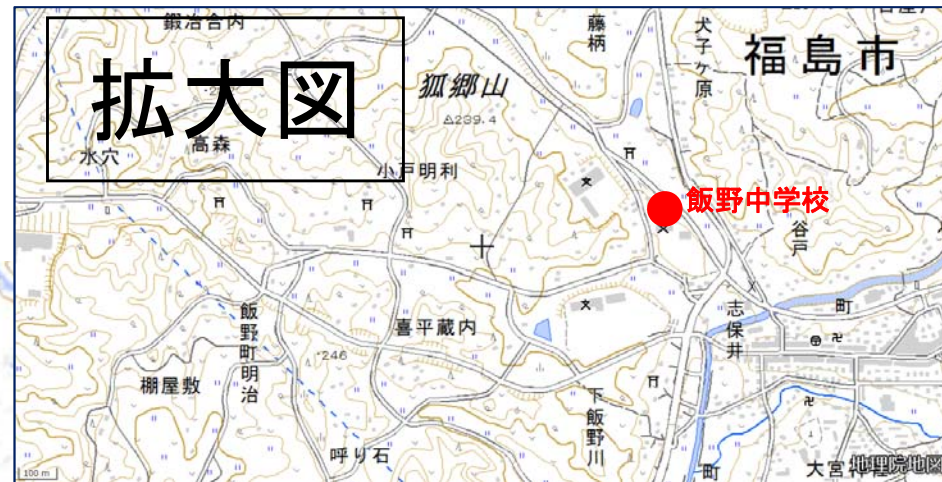 拡大図
鍛冶合内
狐郷山
△239.4
藤柄
犬子ケ原
福島市
水穴
高森
小戸明利
飯野中学校
谷戸
飯野町明治
喜平蔵内
・246
棚屋敷
志保井
町
下飯野川
呼り石
町
100 m
地理院地図